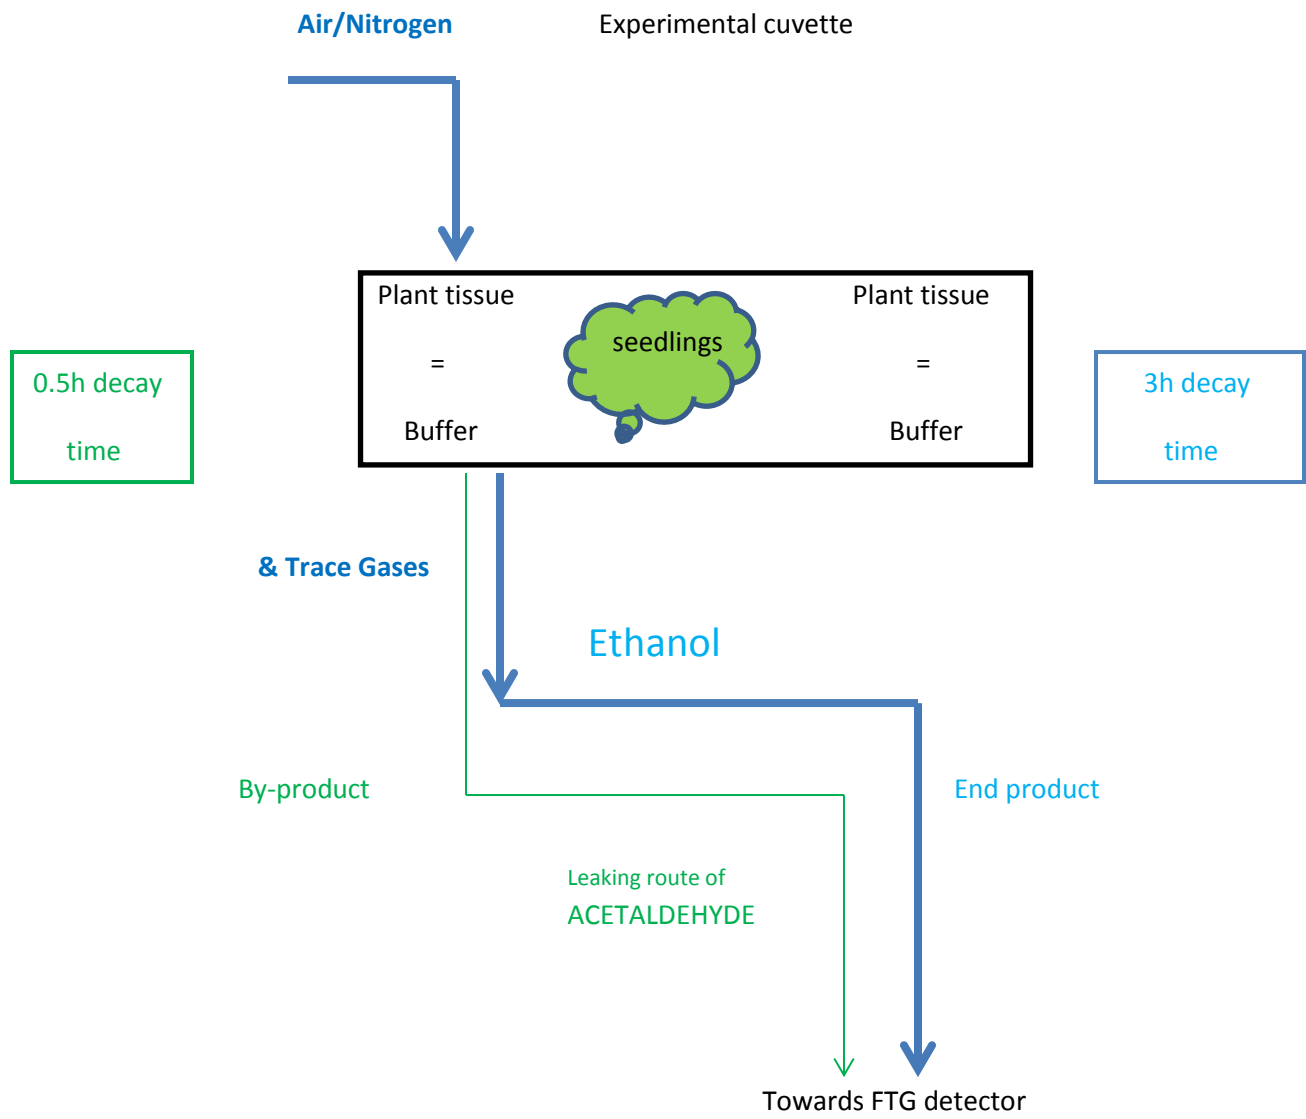 Air/Nitrogen
Experimental cuvette
Plant tissue
=
Buffer
seedlings
Plant tissue
=
Buffer
0.5h decay
time
3h decay
time
& Trace Gases
Ethanol
By-product
End product
Leaking route of
ACETALDEHYDE
Towards FTG detector